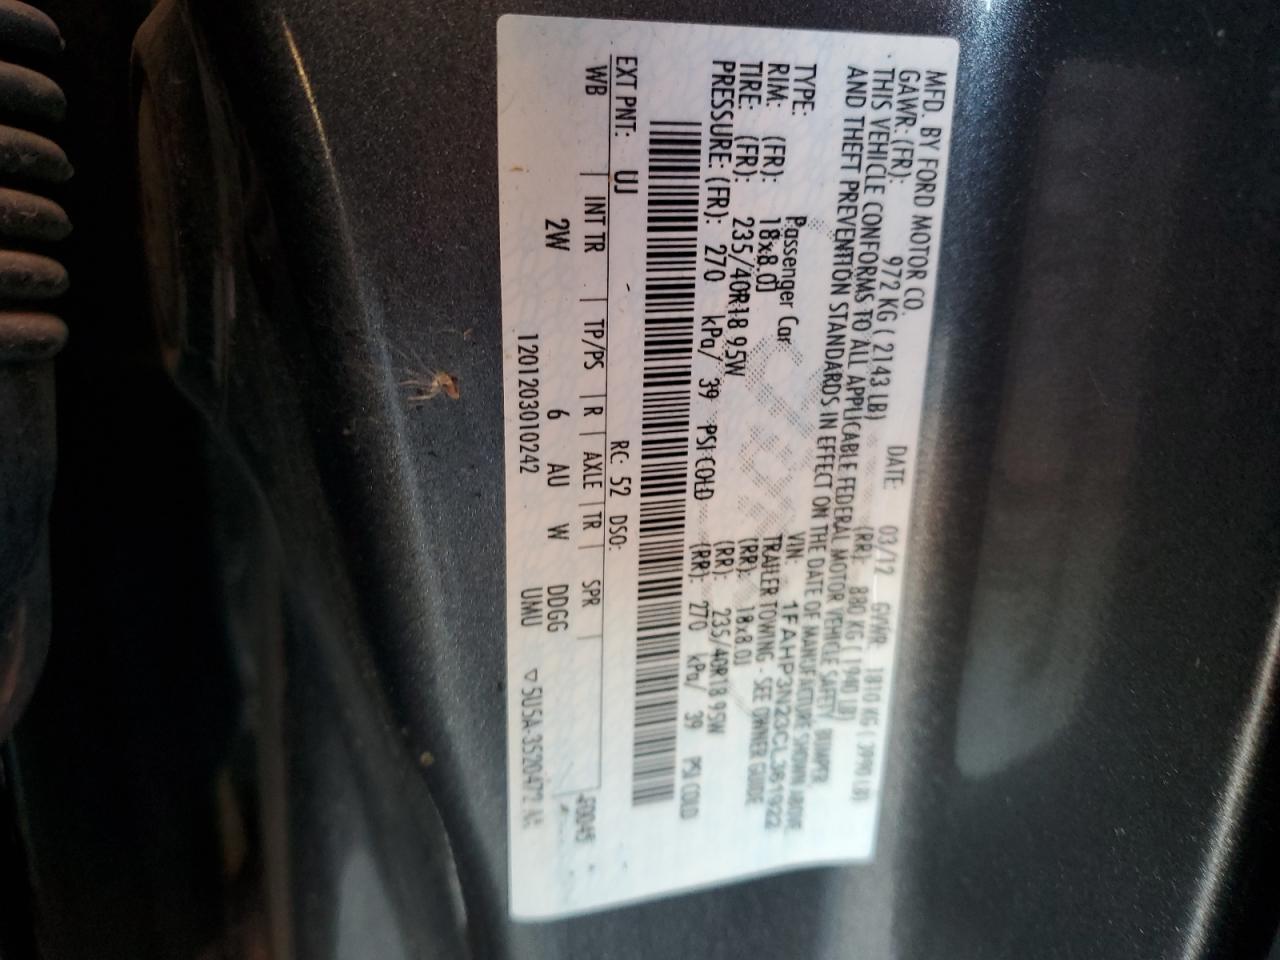 MFD. BY FORD MOTOR CO. DATE: 03/12 GVWR: 1810 KG ( 3990 LB)
GAWR: (FR): 972 KG ( 2143 LB) (RR): 880 KG ( 1940 LB)
THIS VEHICLE CONFORMS TO ALL APPLICABLE FEDERAL MOTOR VEHICLE SAFETY, BUMPER,
AND THEFT PREVENTION STANDARDS IN EFFECT ON THE DATE OF MANUFACTURE SHOWN ABOVE
VIN: 1FAHP3N23CL361922
TYPE: Passenger Car TRAILER TOWING - SEE OWNER GUIDE
RIM: (FR): 18x8.0J (RR): 18x8.0J
TIRE: (FR): 235/40R18 95W (RR): 235/40R18 95W
PRESSURE: (FR): 270 kPa/ 39 PSI COLD (RR): 270 kPa/ 39 PSI COLD
EXT PNT: UJ RC: 52 DSO:
WB | INT TR | TP/PS | R | AXLE | TR | SPR |
2W 6 AU W DDGG
1201203010242 UMU ▽ 5U5A-3520472-